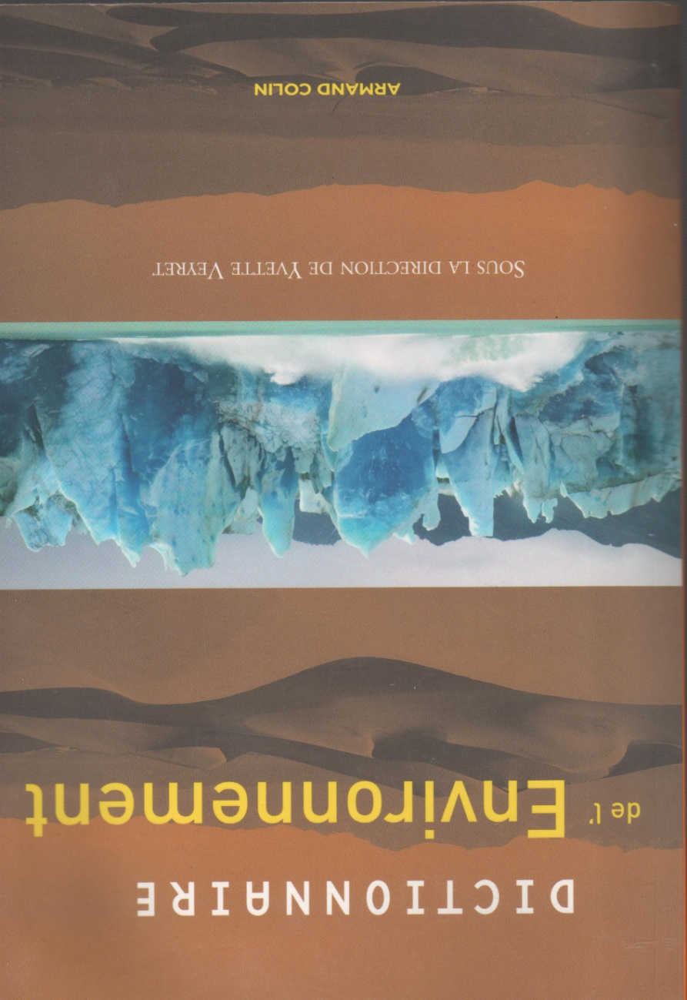 DICTIONNAIRE
de l'Environnement
SOUS LA DIRECTION DE YVETTE VEYRET
ARMAND COLIN